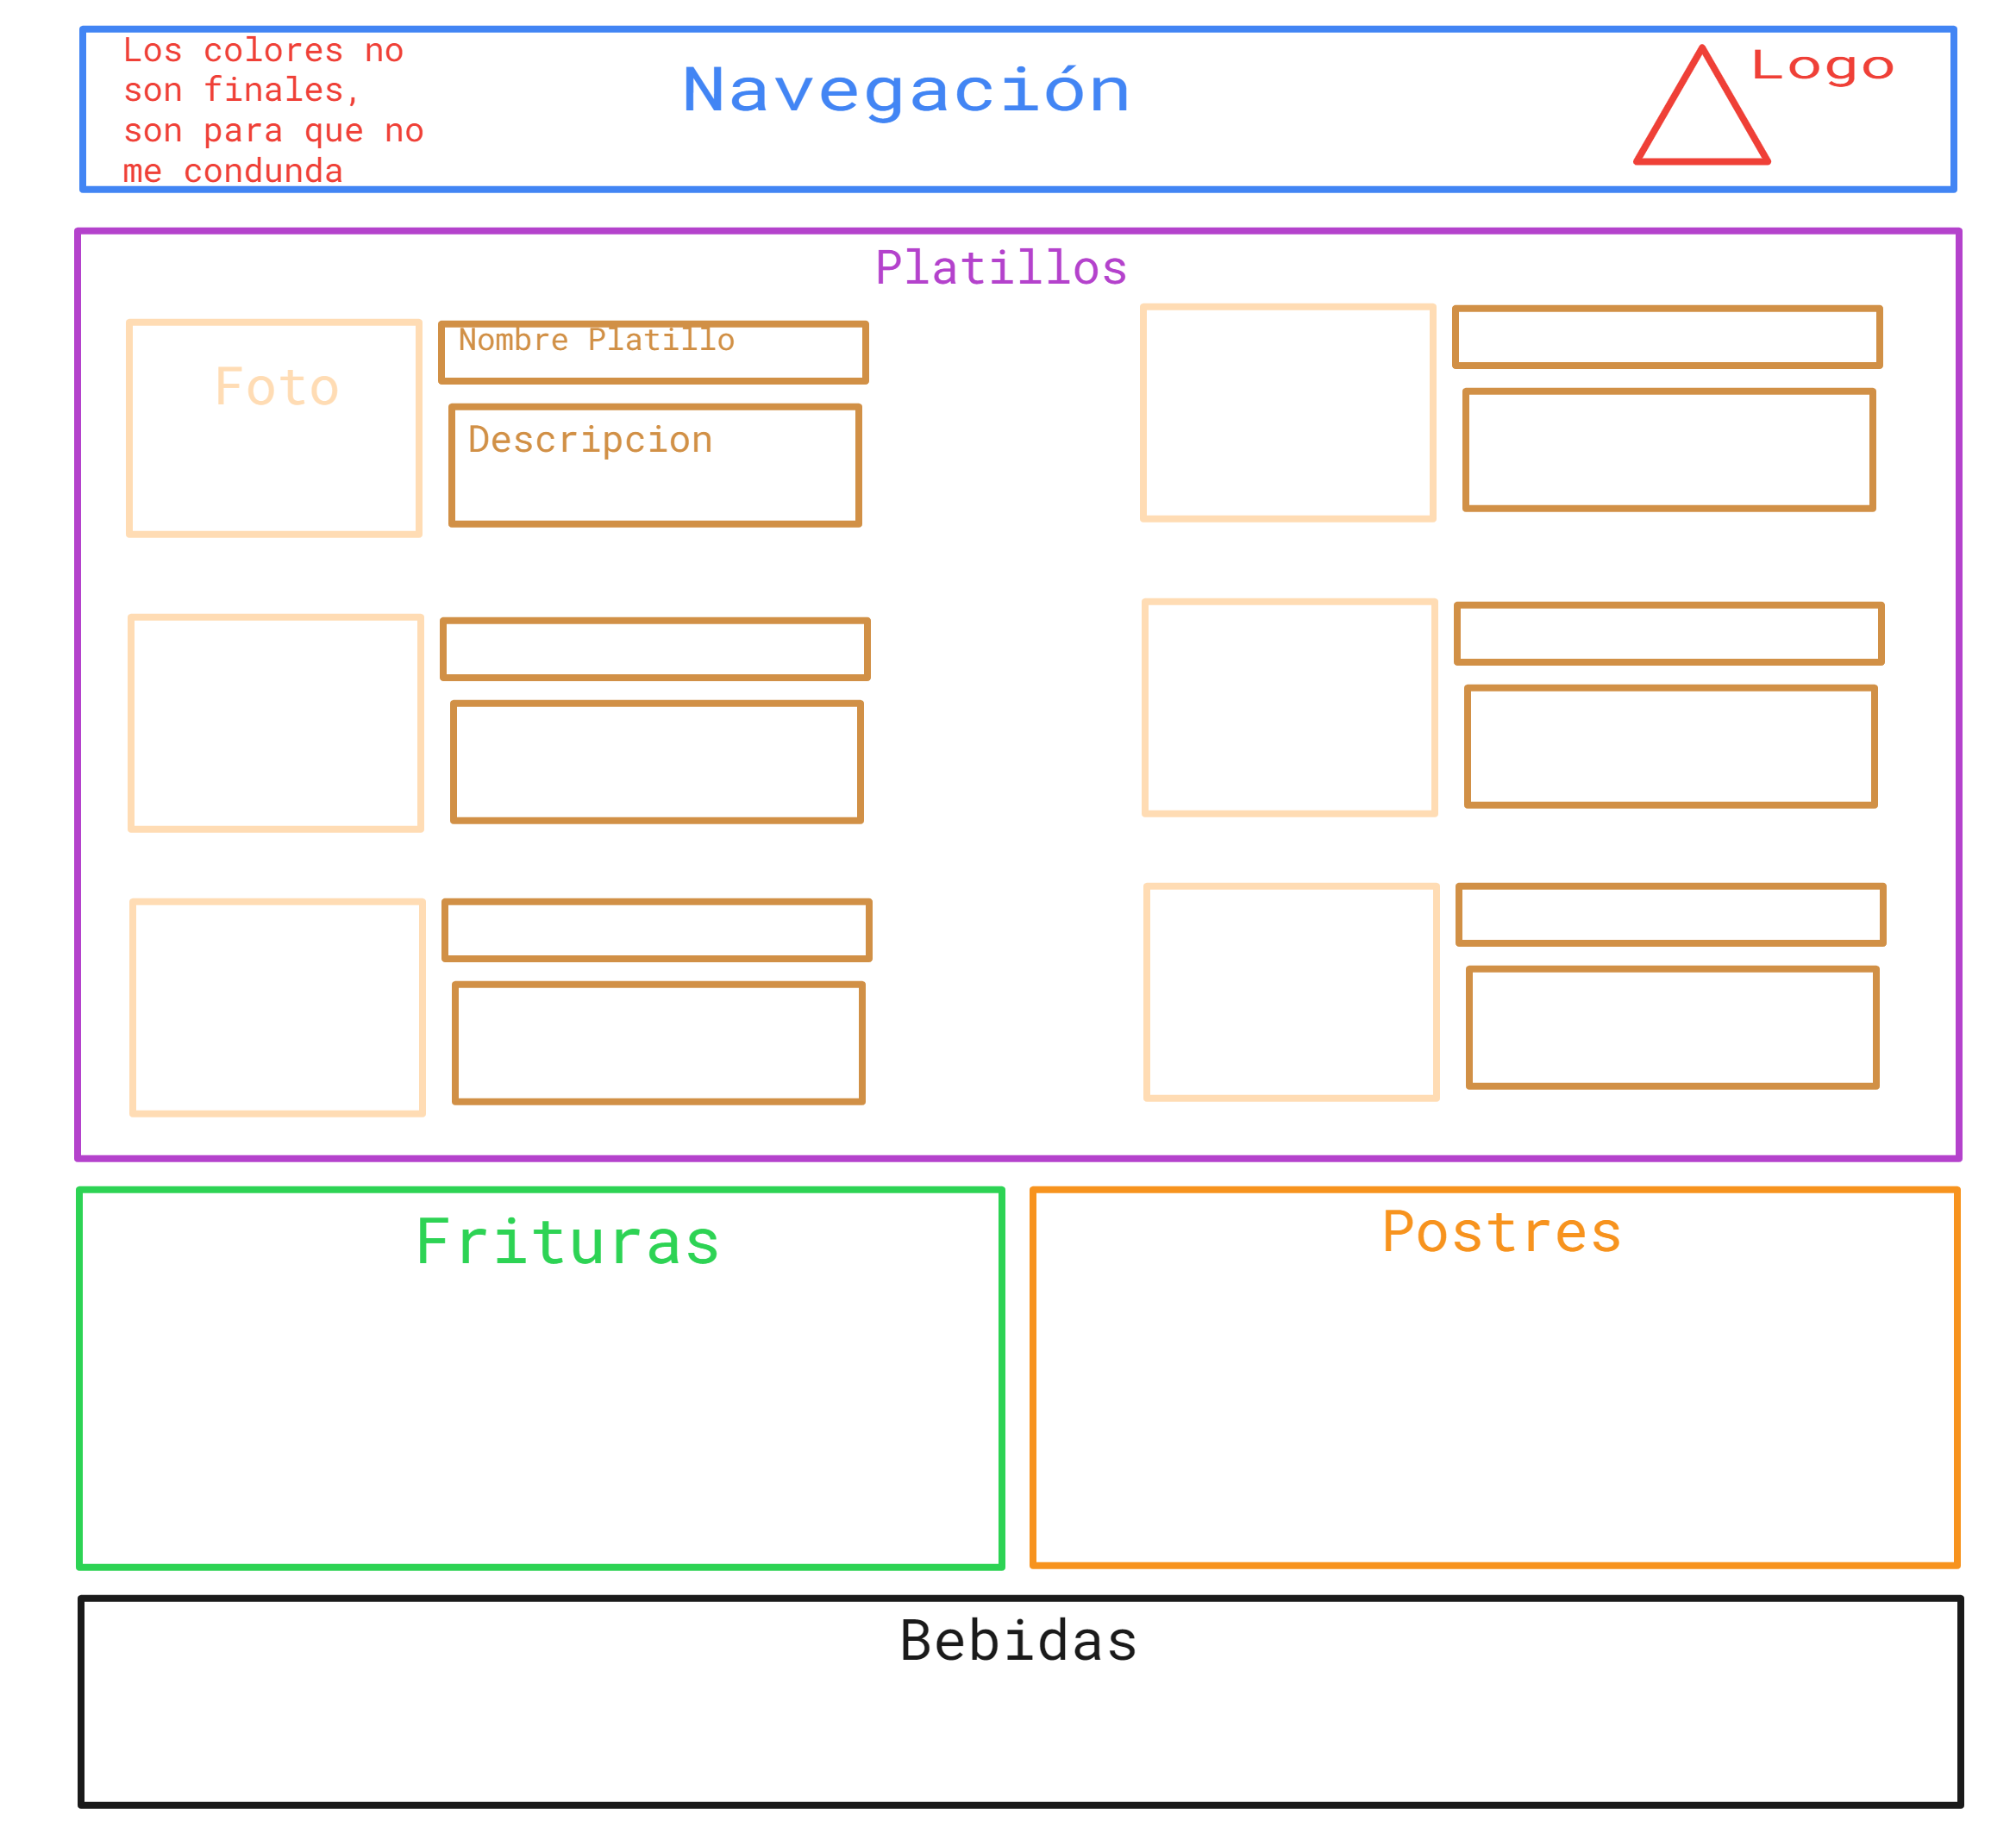 Los colores no
son finales,
son para que no
me condunda
Navegación
Logo
Platillos
Foto
Nombre Platillo
Descripcion
Frituras
Postres
Bebidas